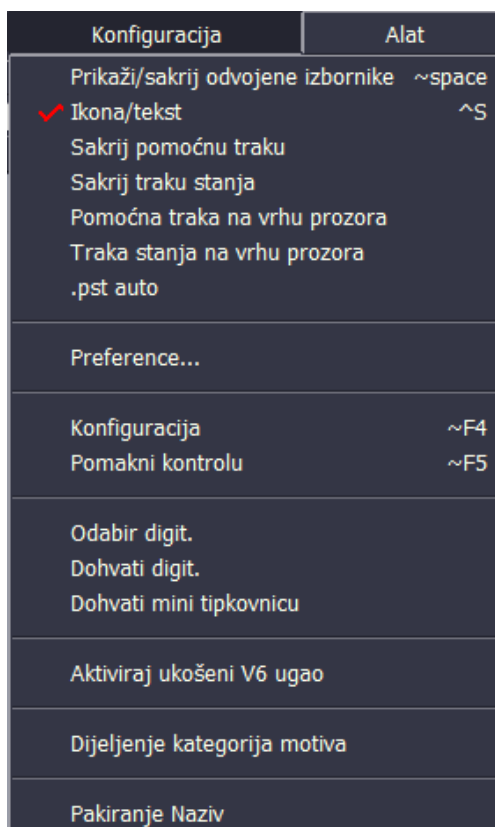 Konfiguracija Alat
Prikaži/sakrij odvojene izbornike ~space
Ikona/tekst ^S
Sakrij pomoćnu traku
Sakrij traku stanja
Pomoćna traka na vrhu prozora
Traka stanja na vrhu prozora
.pst auto
Preference...
Konfiguracija ~F4
Pomakni kontrolu ~F5
Odabir digit.
Dohvati digit.
Dohvati mini tipkovnicu
Aktiviraj ukošeni V6 ugao
Dijeljenje kategorija motiva
Pakiranje Naziv